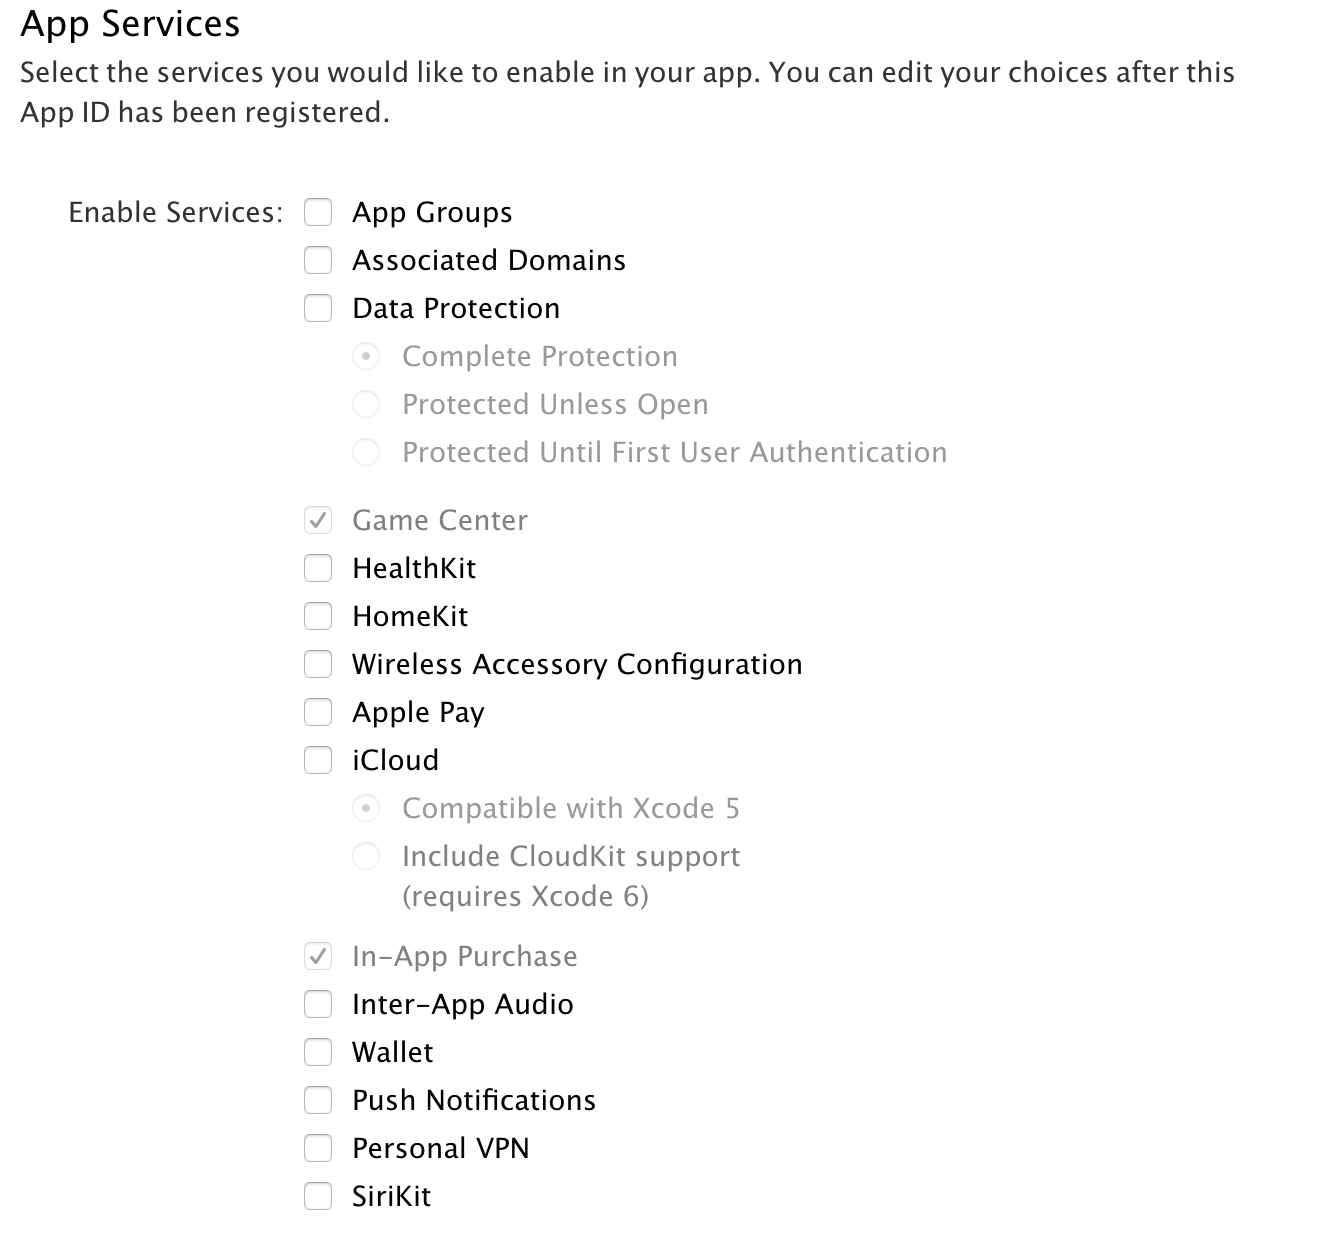 App Services
Select the services you would like to enable in your app. You can edit your choices after this
App ID has been registered.
Enable Services: App Groups
Associated Domains
Data Protection
Complete Protection
Protected Unless Open
Protected Until First User Authentication
Game Center
HealthKit
HomeKit
Wireless Accessory Configuration
Apple Pay
iCloud
Compatible with Xcode 5
Include CloudKit support
(requires Xcode 6)
In-App Purchase
Inter-App Audio
Wallet
Push Notifications
Personal VPN
SiriKit